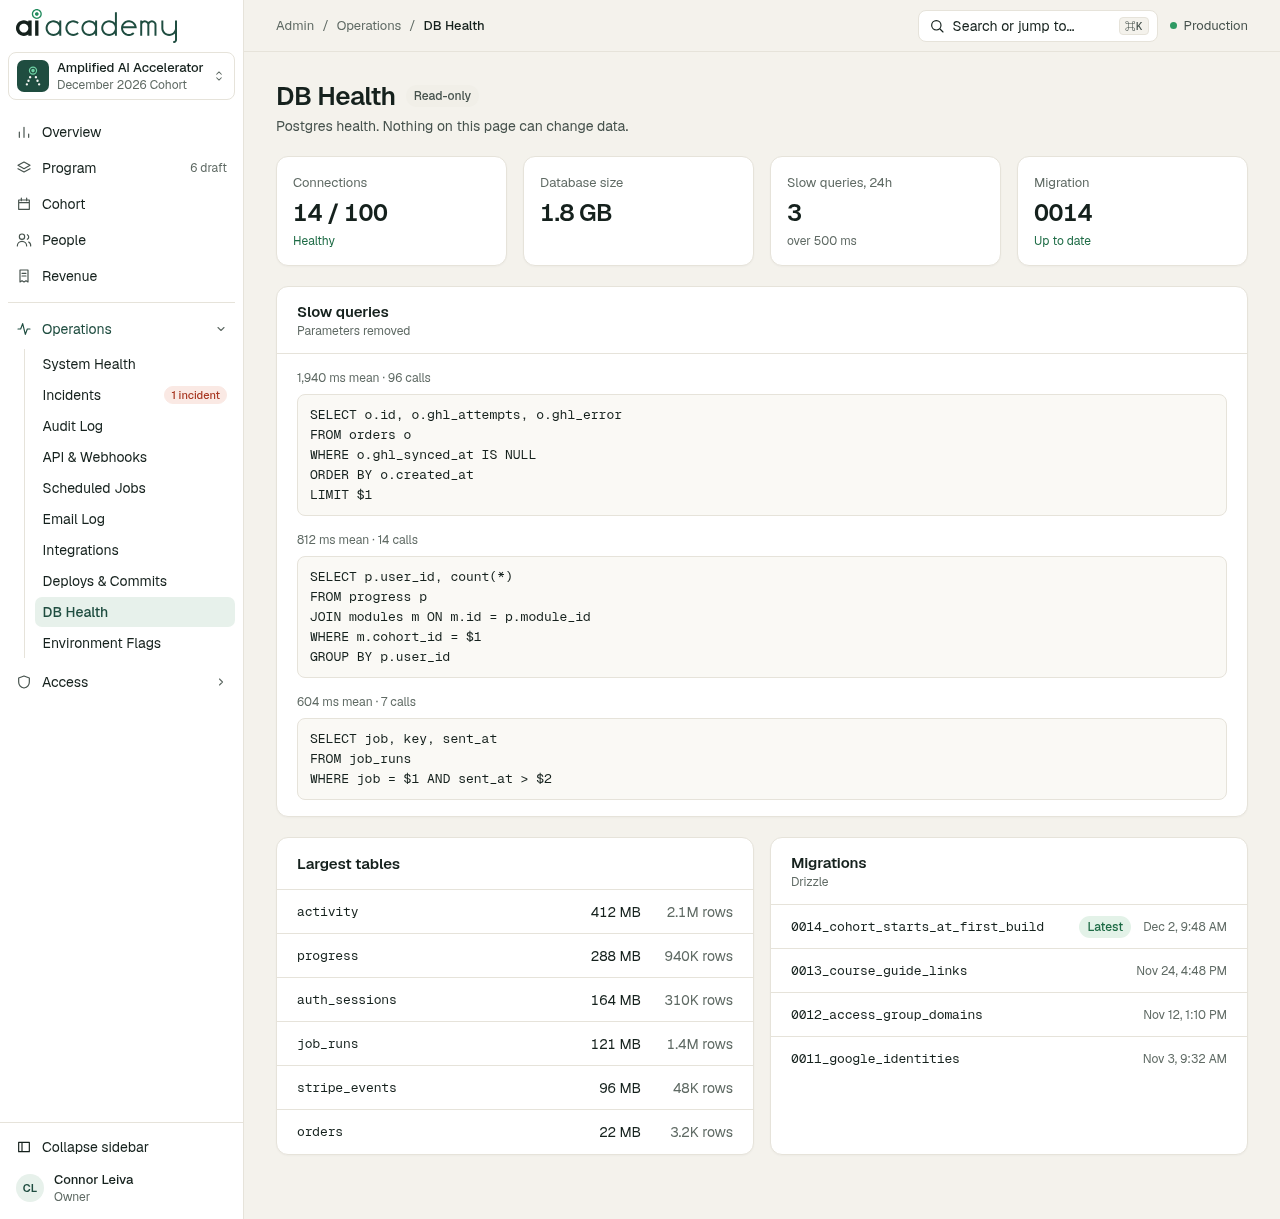 ai academy
Amplified AI Accelerator
December 2026 Cohort
Overview
Program 6 draft
Cohort
People
Revenue
Operations
System Health
Incidents 1 incident
Audit Log
API & Webhooks
Scheduled Jobs
Email Log
Integrations
Deploys & Commits
DB Health
Environment Flags
Access
Collapse sidebar
CL
Connor Leiva
Owner
Admin / Operations / DB Health
Search or jump to... ⌘K
Production
DB Health Read-only
Postgres health. Nothing on this page can change data.
Connections
14 / 100
Healthy
Database size
1.8 GB
Slow queries, 24h
3
over 500 ms
Migration
0014
Up to date
Slow queries
Parameters removed
1,940 ms mean · 96 calls
SELECT o.id, o.ghl_attempts, o.ghl_error
FROM orders o
WHERE o.ghl_synced_at IS NULL
ORDER BY o.created_at
LIMIT $1
812 ms mean · 14 calls
SELECT p.user_id, count(*)
FROM progress p
JOIN modules m ON m.id = p.module_id
WHERE m.cohort_id = $1
GROUP BY p.user_id
604 ms mean · 7 calls
SELECT job, key, sent_at
FROM job_runs
WHERE job = $1 AND sent_at > $2
Largest tables
activity 412 MB 2.1M rows
progress 288 MB 940K rows
auth_sessions 164 MB 310K rows
job_runs 121 MB 1.4M rows
stripe_events 96 MB 48K rows
orders 22 MB 3.2K rows
Migrations
Drizzle
0014_cohort_starts_at_first_build Latest Dec 2, 9:48 AM
0013_course_guide_links Nov 24, 4:48 PM
0012_access_group_domains Nov 12, 1:10 PM
0011_google_identities Nov 3, 9:32 AM